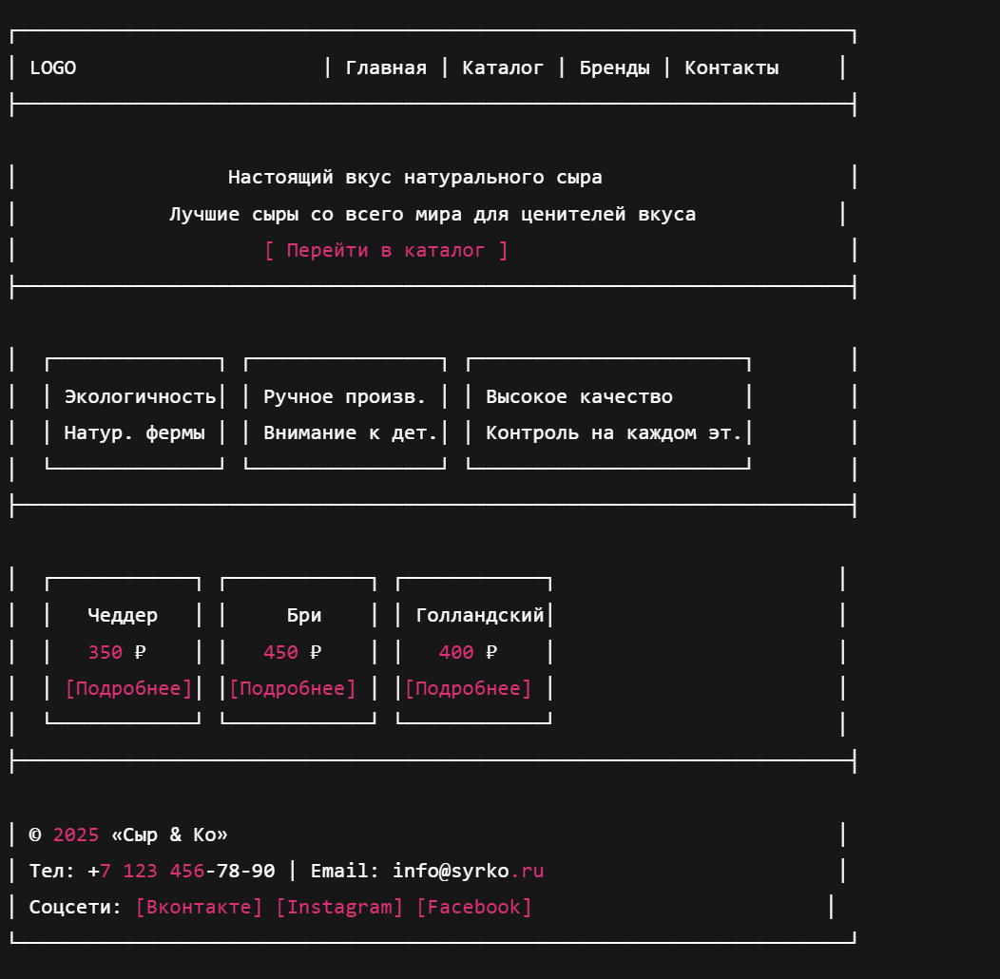 LOGO | Главная | Каталог | Бренды | Контакты
Настоящий вкус натурального сыра
Лучшие сыры со всего мира для ценителей вкуса
[ Перейти в каталог ]
Экологичность Ручное произв. Высокое качество
Натур. фермы Внимание к дет. Контроль на каждом эт.
Чеддер Бри Голландский
350 ₽ 450 ₽ 400 ₽
[Подробнее] [Подробнее] [Подробнее]
© 2025 «Сыр & Ко»
Тел: +7 123 456-78-90 | Email: info@syrko.ru
Соцсети: [Вконтакте] [Instagram] [Facebook]